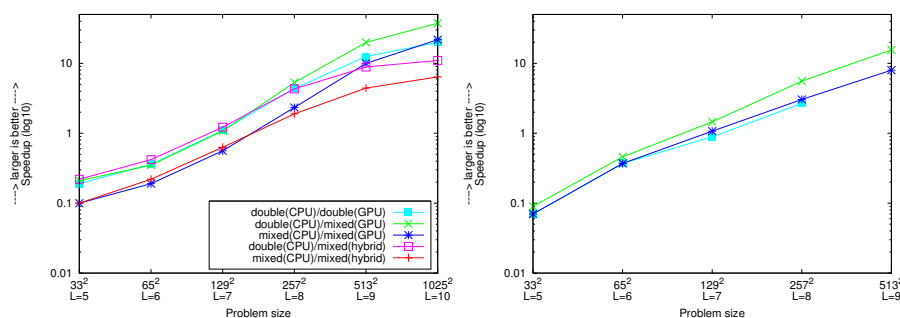 ----> larger is better ---->
Speedup (log10)
10
1
0.1
0.01
double(CPU)/double(GPU)
double(CPU)/mixed(GPU)
mixed(CPU)/mixed(GPU)
double(CPU)/mixed(hybrid)
mixed(CPU)/mixed(hybrid)
33² 65² 129² 257² 513² 1025²
L=5 L=6 L=7 L=8 L=9 L=10
Problem size
----> larger is better ---->
Speedup (log10)
10
1
0.1
0.01
33² 65² 129² 257² 513²
L=5 L=6 L=7 L=8 L=9
Problem size